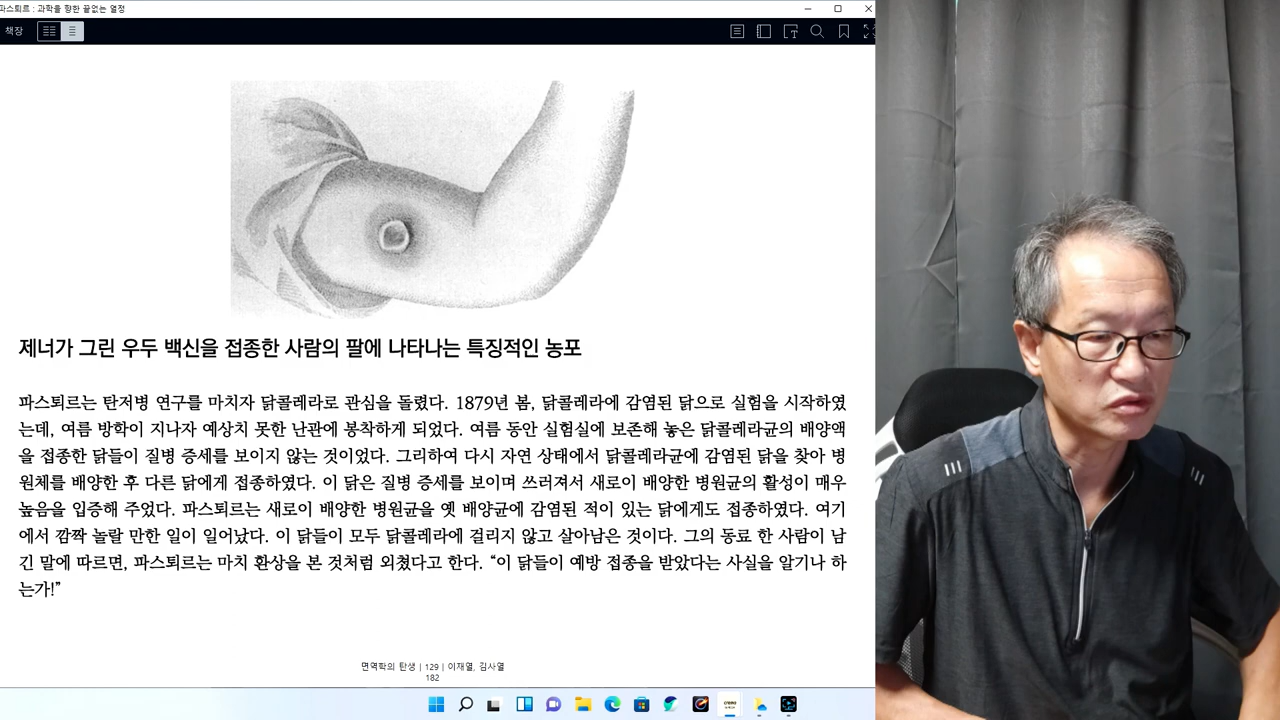 파스퇴르 : 과학을 향한 끝없는 열정
책장
제너가 그린 우두 백신을 접종한 사람의 팔에 나타나는 특징적인 농포
파스퇴르는 탄저병 연구를 마치자 닭콜레라로 관심을 돌렸다. 1879년 봄, 닭콜레라에 감염된 닭으로 실험을 시작하였
는데, 여름 방학이 지나자 예상치 못한 난관에 봉착하게 되었다. 여름 동안 실험실에 보존해 놓은 닭콜레라균의 배양액
을 접종한 닭들이 질병 증세를 보이지 않는 것이었다. 그리하여 다시 자연 상태에서 닭콜레라균에 감염된 닭을 찾아 병
원체를 배양한 후 다른 닭에게 접종하였다. 이 닭은 질병 증세를 보이며 쓰러져서 새로이 배양한 병원균의 활성이 매우
높음을 입증해 주었다. 파스퇴르는 새로이 배양한 병원균을 옛 배양균에 감염된 적이 있는 닭에게도 접종하였다. 여기
에서 깜짝 놀랄 만한 일이 일어났다. 이 닭들이 모두 닭콜레라에 걸리지 않고 살아남은 것이다. 그의 동료 한 사람이 남
긴 말에 따르면, 파스퇴르는 마치 환상을 본 것처럼 외쳤다고 한다. “이 닭들이 예방 접종을 받았다는 사실을 알기나 하
는가!”
면역학의 탄생 | 129 | 이재열, 김사열
182